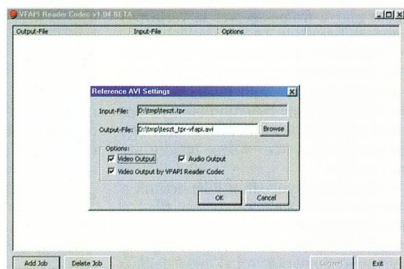 VFAPI Reader Codec v1.04 BETA
Output-File Input-File Options
Reference AVI Settings
Input-File: D:\tmp\teszt.tpr
Output-File: D:\tmp\teszt_tpr-vfapi.avi Browse
Options:
Video Output Audio Output
Video Output by VFAPI Reader Codec
OK Cancel
Add Job Delete Job Convert Exit